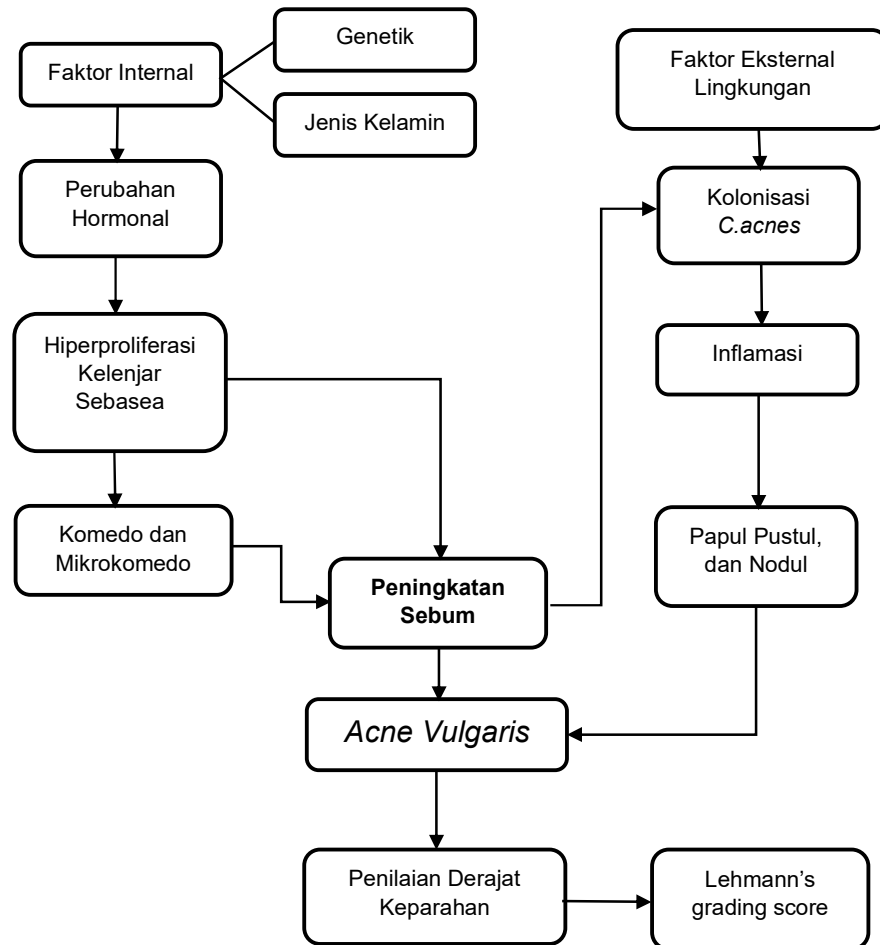 Genetik
Faktor Internal
Jenis Kelamin
Faktor Eksternal
Lingkungan
Perubahan
Hormonal
Kolonisasi
C.acnes
Hiperproliferasi
Kelenjar
Sebasea
Inflamasi
Komedo dan
Mikrokomedo
Papul Pustul,
dan Nodul
Peningkatan
Sebum
Acne Vulgaris
Penilaian Derajat
Keparahan
Lehmann’s
grading score